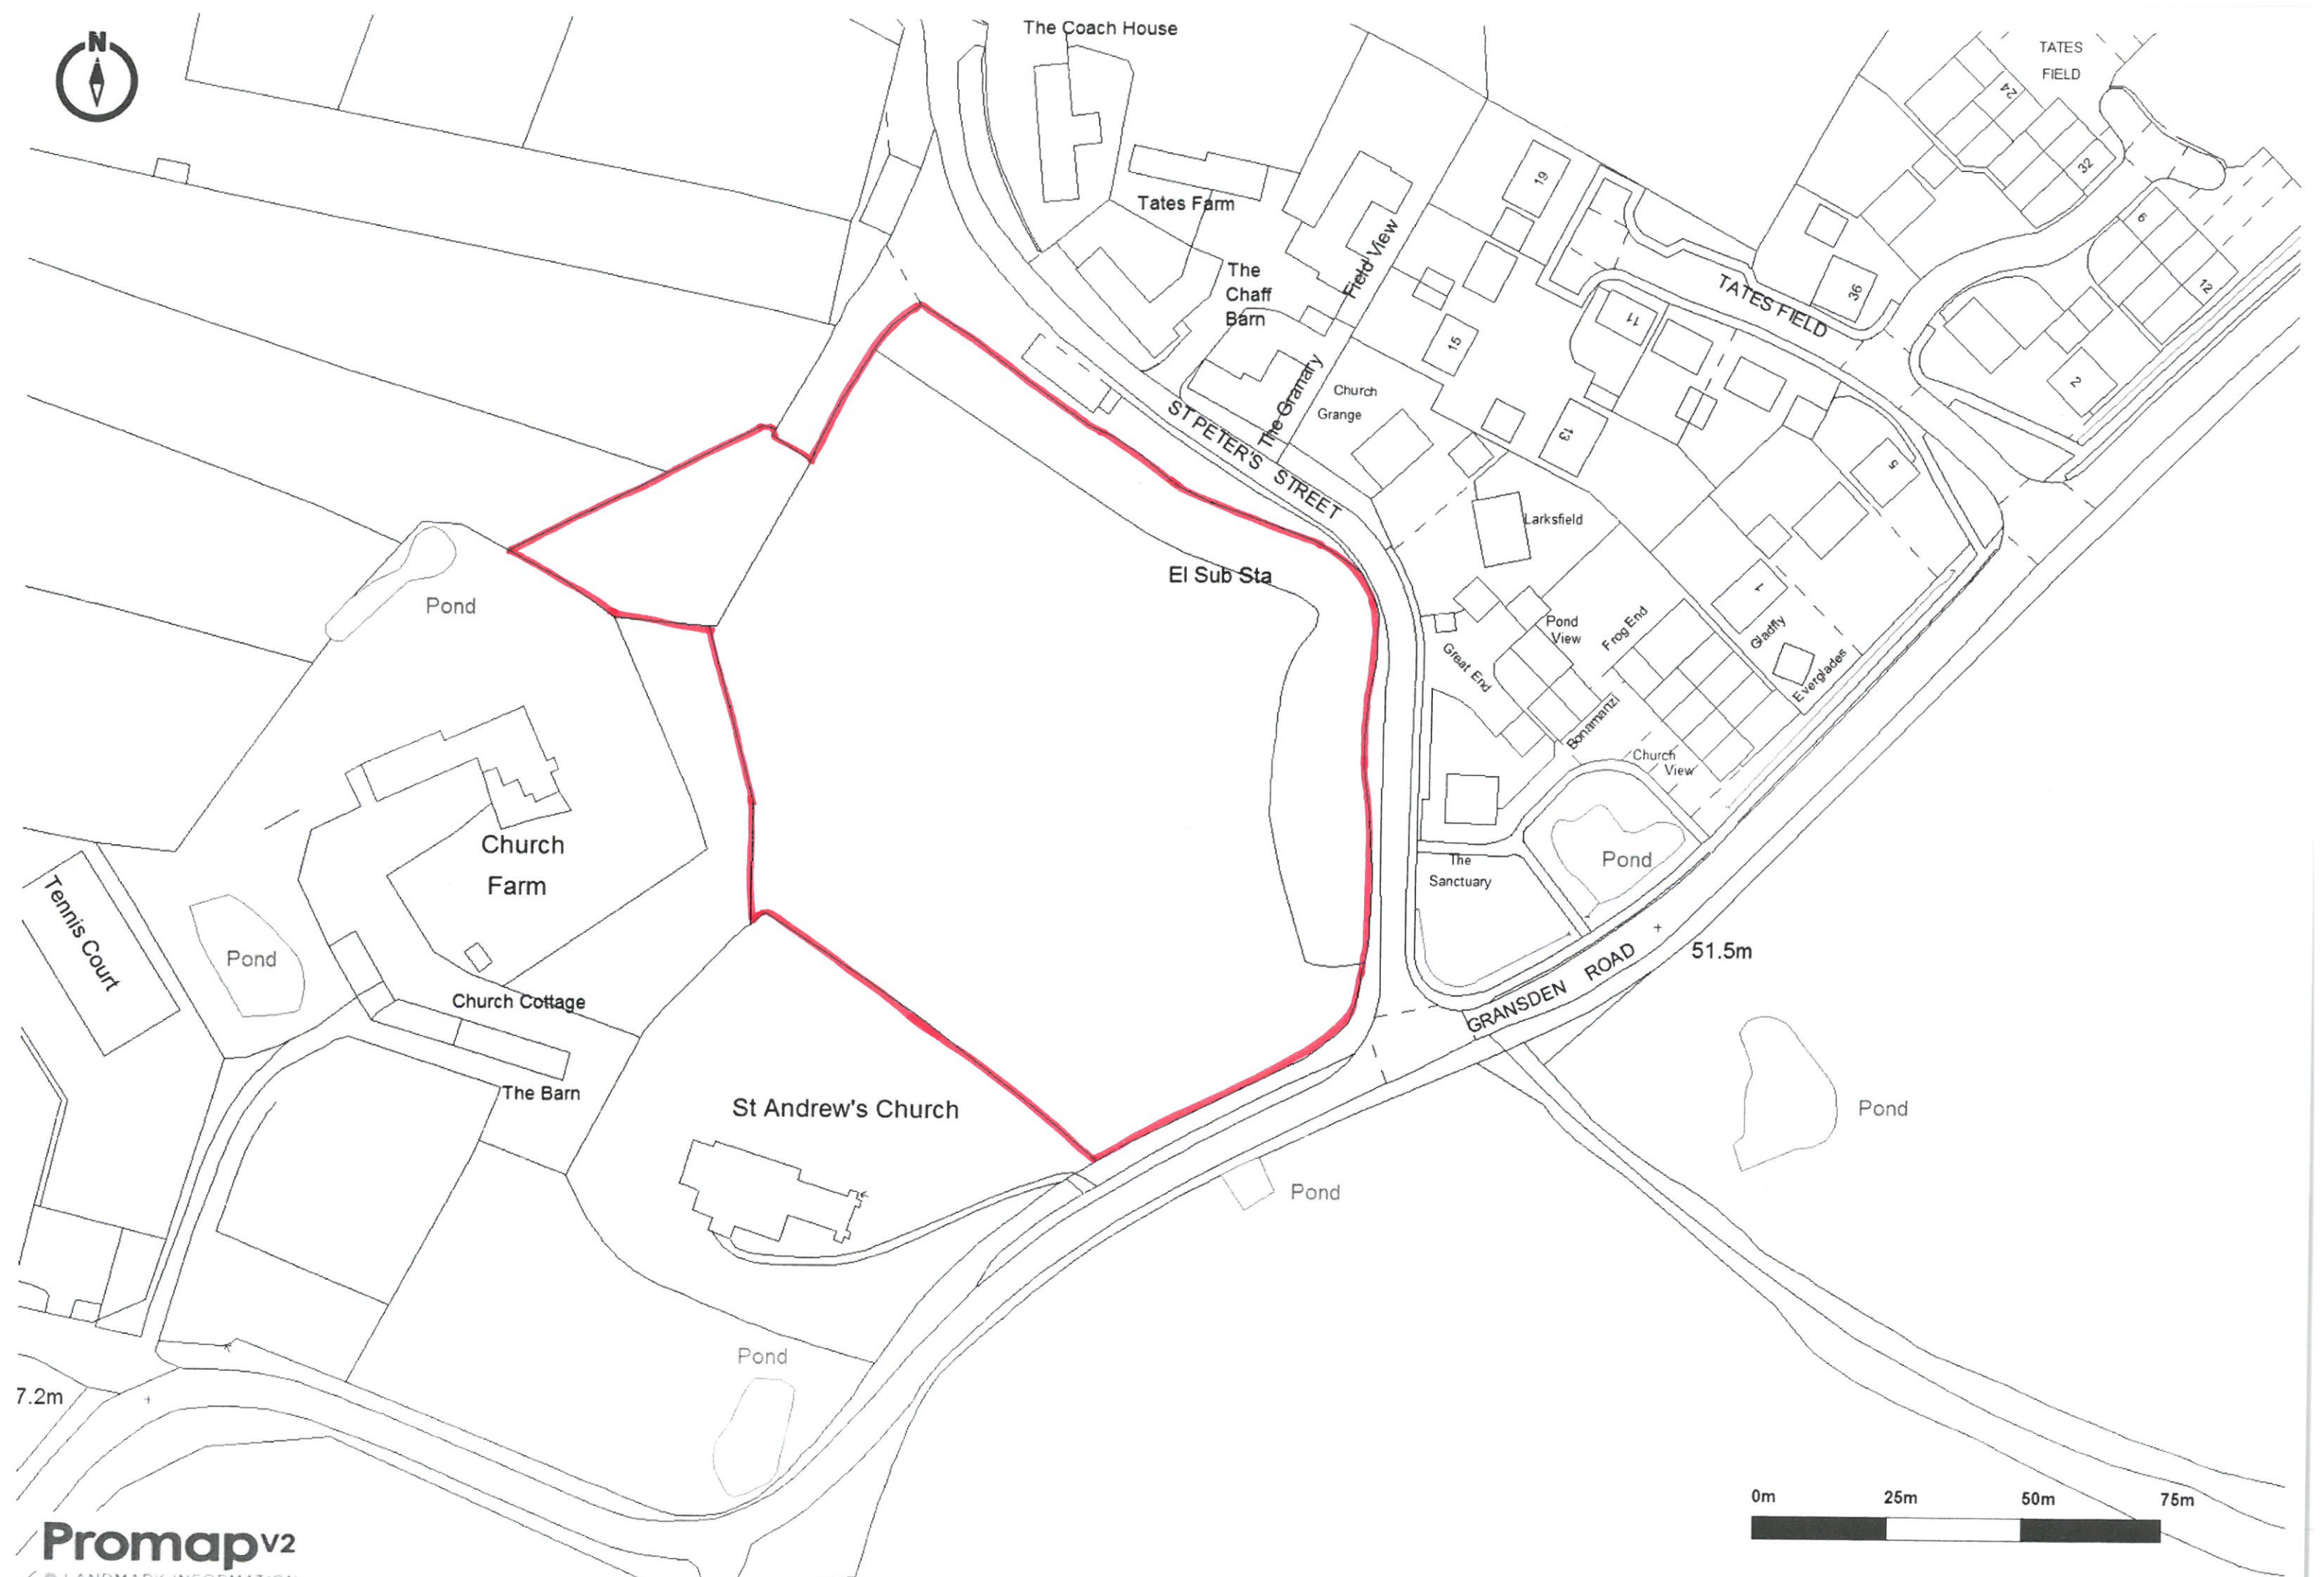 N
The Coach House
TATES
FIELD
24
32
Tates Farm
19
6
12
The
Chaff
Barn
Field View
TATES FIELD
36
11
15
2
ST PETER'S STREET
The Granary
Church
Grange
13
5
Larksfield
El Sub Sta
Pond
1
Pond
View
Frog End
Gladfly
Great End
Everglades
Bonamanzi
Church
View
Church
Farm
Tennis Court
Pond
The
Sanctuary
Pond
GRANSDEN ROAD
51.5m
Church Cottage
The Barn
St Andrew's Church
Pond
Pond
Pond
7.2m
0m 25m 50m 75m
PromapV2
© LANDMARK INFORMATION